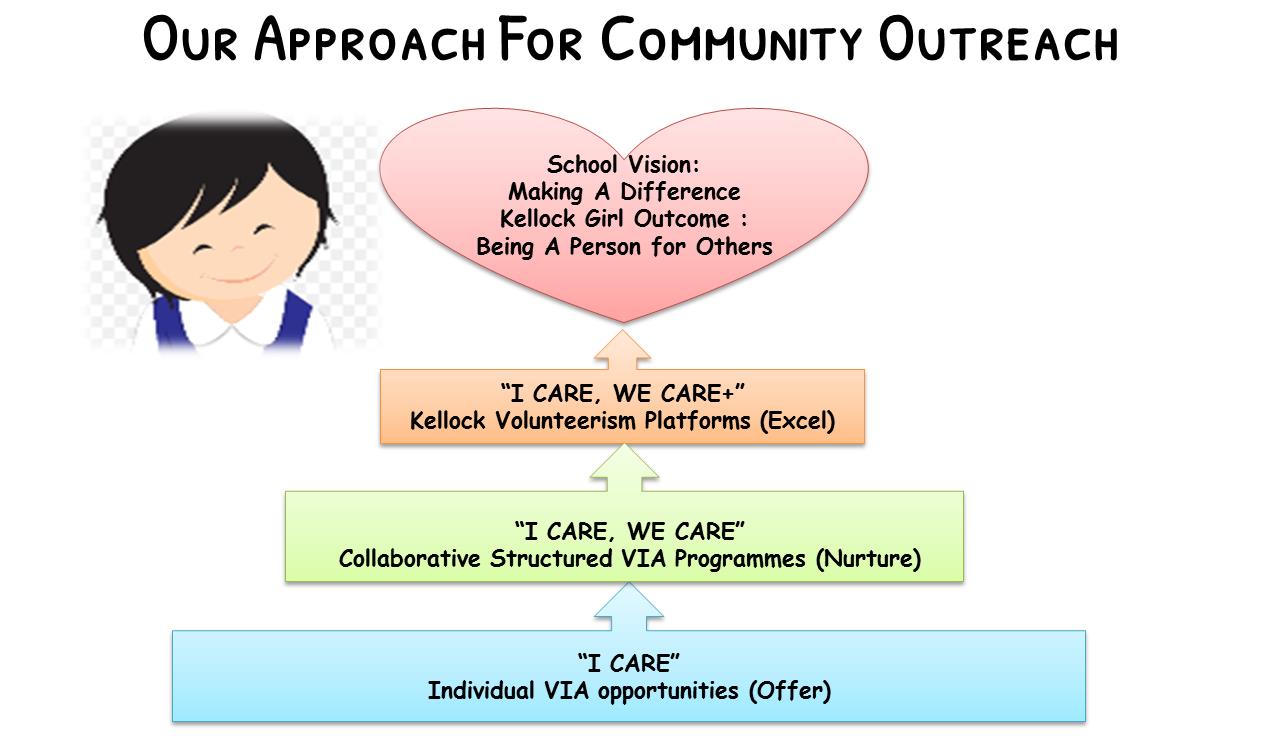 Our Approach For Community Outreach
School Vision:
Making A Difference
Kellock Girl Outcome :
Being A Person for Others
“I CARE, WE CARE+”
Kellock Volunteerism Platforms (Excel)
“I CARE, WE CARE”
Collaborative Structured VIA Programmes (Nurture)
“I CARE”
Individual VIA opportunities (Offer)